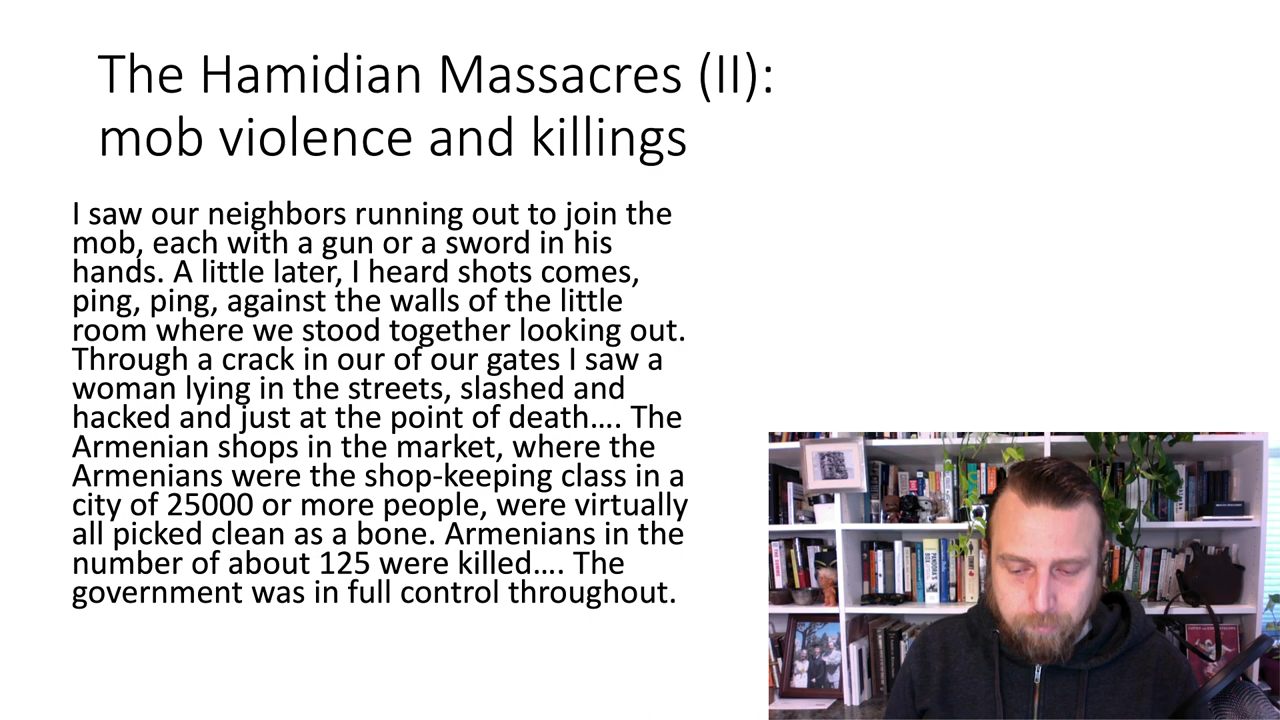 The Hamidian Massacres (II):
mob violence and killings
I saw our neighbors running out to join the
mob, each with a gun or a sword in his
hands. A little later, I heard shots comes,
ping, ping, against the walls of the little
room where we stood together looking out.
Through a crack in our of our gates I saw a
woman lying in the streets, slashed and
hacked and just at the point of death.... The
Armenian shops in the market, where the
Armenians were the shop-keeping class in a
city of 25000 or more people, were virtually
all picked clean as a bone. Armenians in the
number of about 125 were killed.... The
government was in full control throughout.